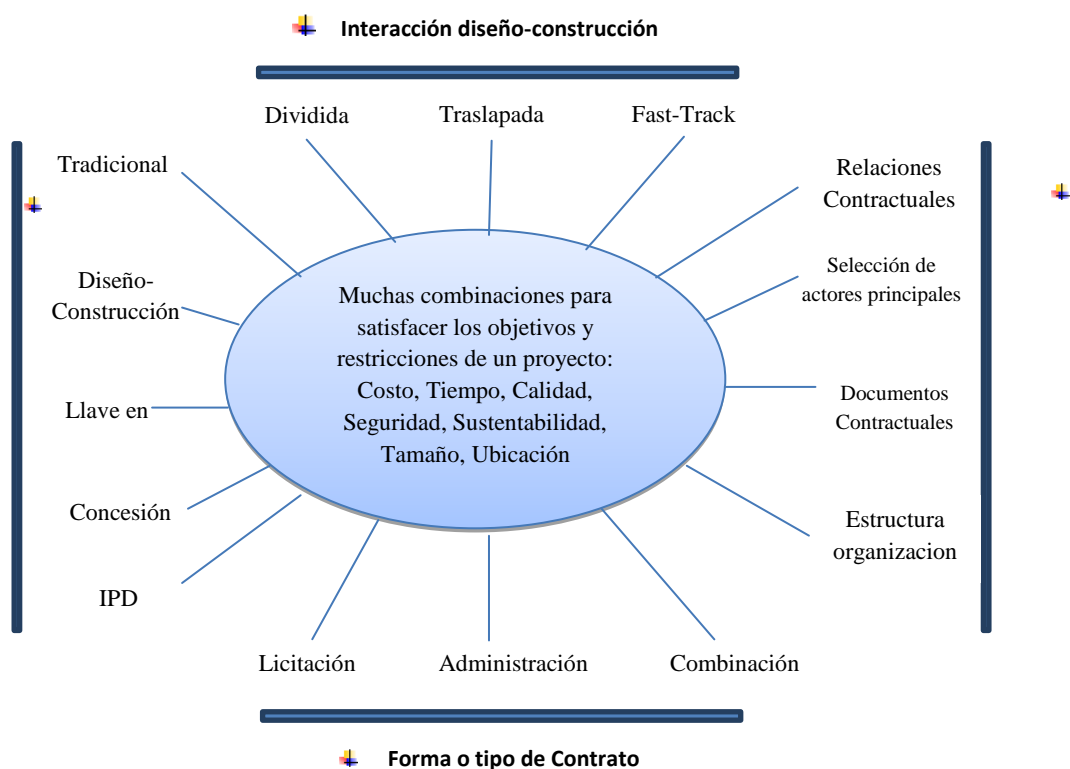 Interacción diseño-construcción
Dividida
Traslapada
Fast-Track
Tradicional
Diseño-
Construcción
Llave en
Concesión
IPD
Muchas combinaciones para
satisfacer los objetivos y
restricciones de un proyecto:
Costo, Tiempo, Calidad,
Seguridad, Sustentabilidad,
Tamaño, Ubicación
Relaciones
Contractuales
Selección de
actores principales
Documentos
Contractuales
Estructura
organizacion
Licitación
Administración
Combinación
Forma o tipo de Contrato